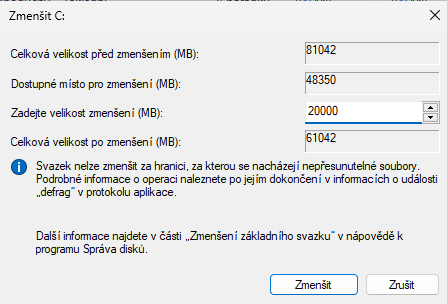 Zmenšit C:
Celková velikost před zmenšením (MB):
81042
Dostupné místo pro zmenšení (MB):
48350
Zadejte velikost zmenšení (MB):
20000
Celková velikost po zmenšení (MB):
61042
Svazek nelze zmenšit za hranici, za kterou se nacházejí nepřesunutelné soubory.
Podrobné informace o operaci naleznete po jejím dokončení v informacích o události
„defrag“ v protokolu aplikace.
Další informace najdete v části „Zmenšení základního svazku“ v nápovědě k
programu Správa disků.
Zmenšit
Zrušit